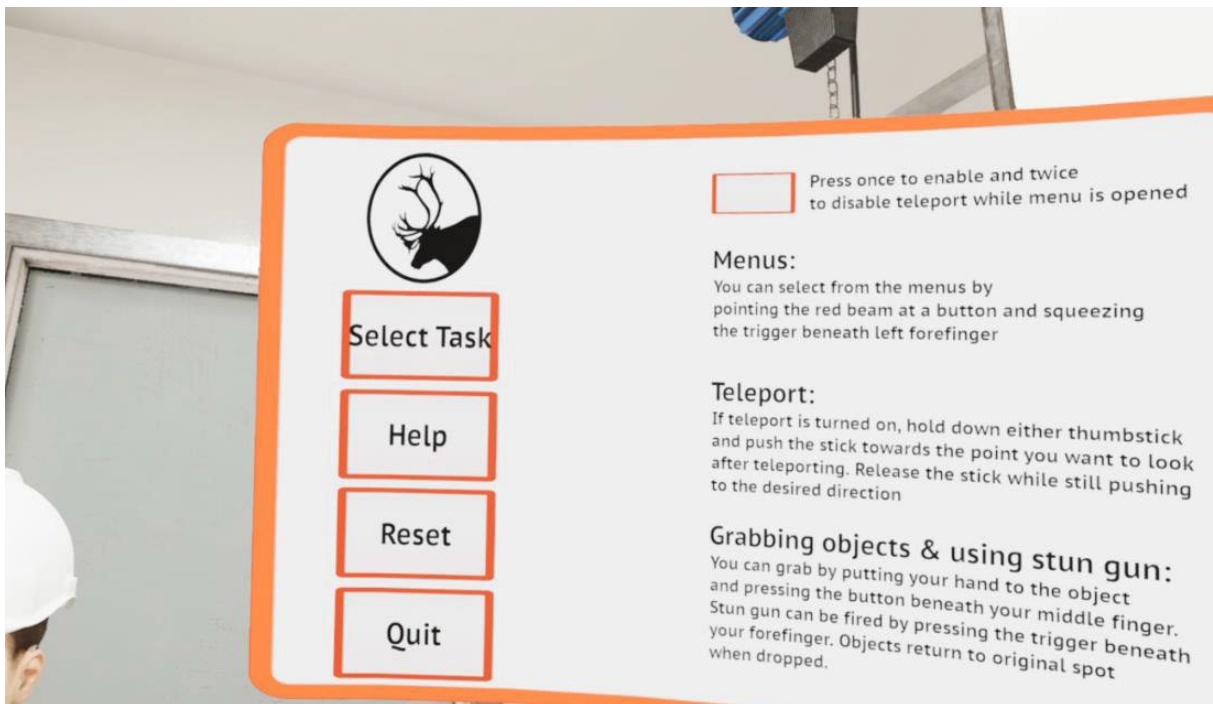 Select Task
Help
Reset
Quit
Press once to enable and twice
to disable teleport while menu is opened
Menus:
You can select from the menus by
pointing the red beam at a button and squeezing
the trigger beneath left forefinger
Teleport:
If teleport is turned on, hold down either thumbstick
and push the stick towards the point you want to look
after teleporting. Release the stick while still pushing
to the desired direction
Grabbing objects & using stun gun:
You can grab by putting your hand to the object
and pressing the button beneath your middle finger.
Stun gun can be fired by pressing the trigger beneath
your forefinger. Objects return to original spot
when dropped.